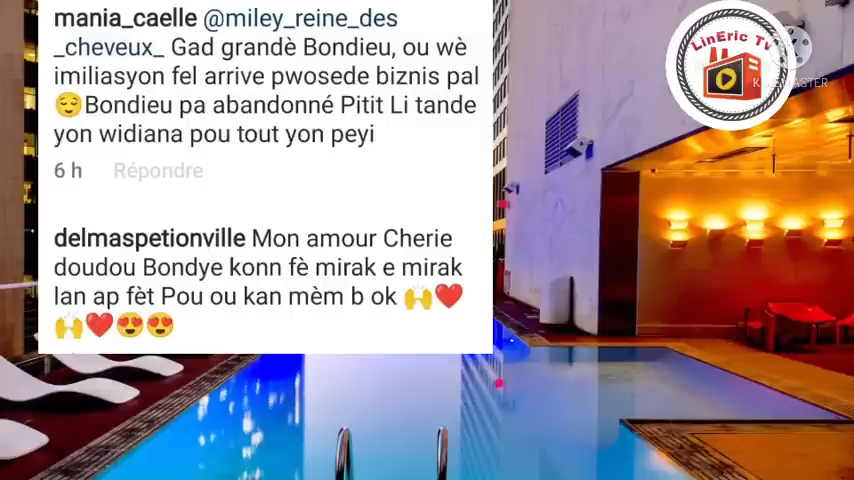 mania_caelle @miley_reine_des
_cheveux_ Gad grandè Bondieu, ou wè
imiliasyon fel arrive pwosede biznis pal
😌Bondieu pa abandonné Pitit Li tande
yon widiana pou tout yon peyi
6 h Répondre
delmaspetionville Mon amour Cherie
doudou Bondye konn fè mirak e mirak
lan ap fèt Pou ou kan mèm b ok 🙌❤️
🙌❤️😍😍
LinEric Tv
KINEMASTER